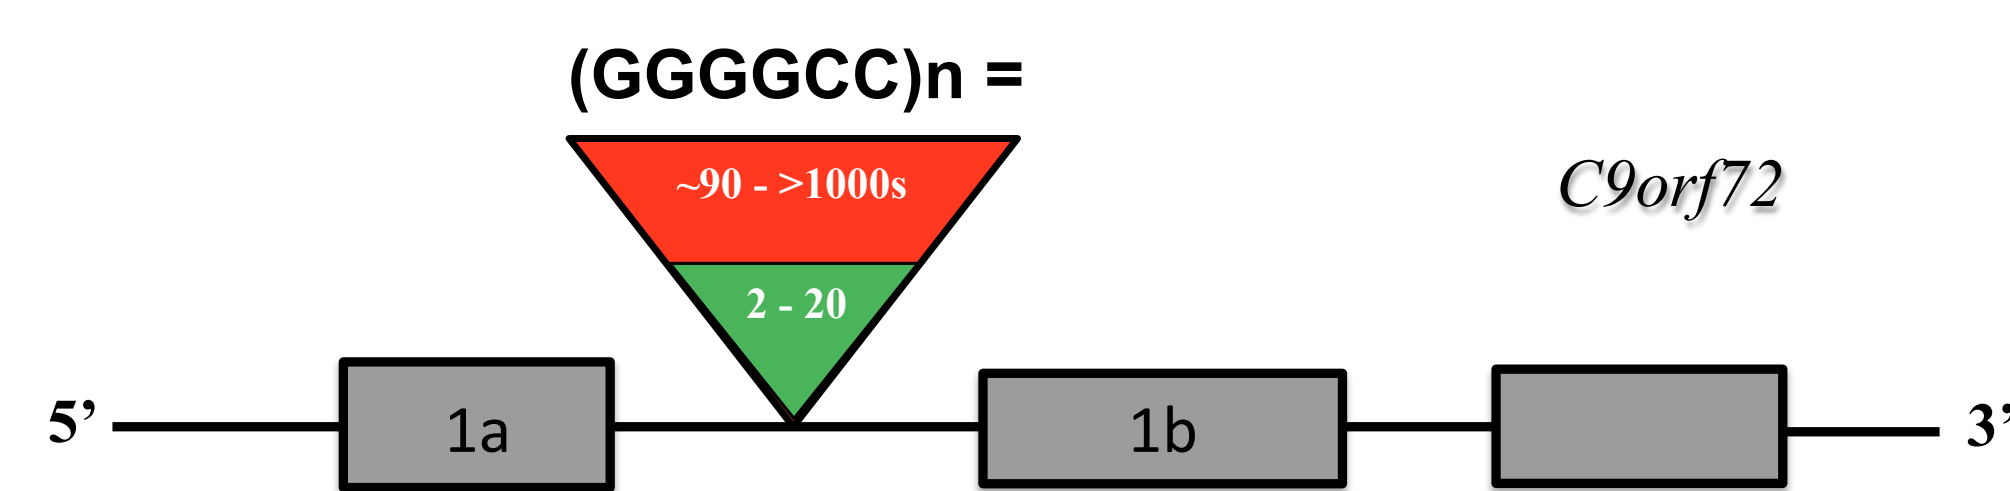 (GGGGCC)n =
~90 - >1000s
C9orf72
2 - 20
5’
1a
1b
3’